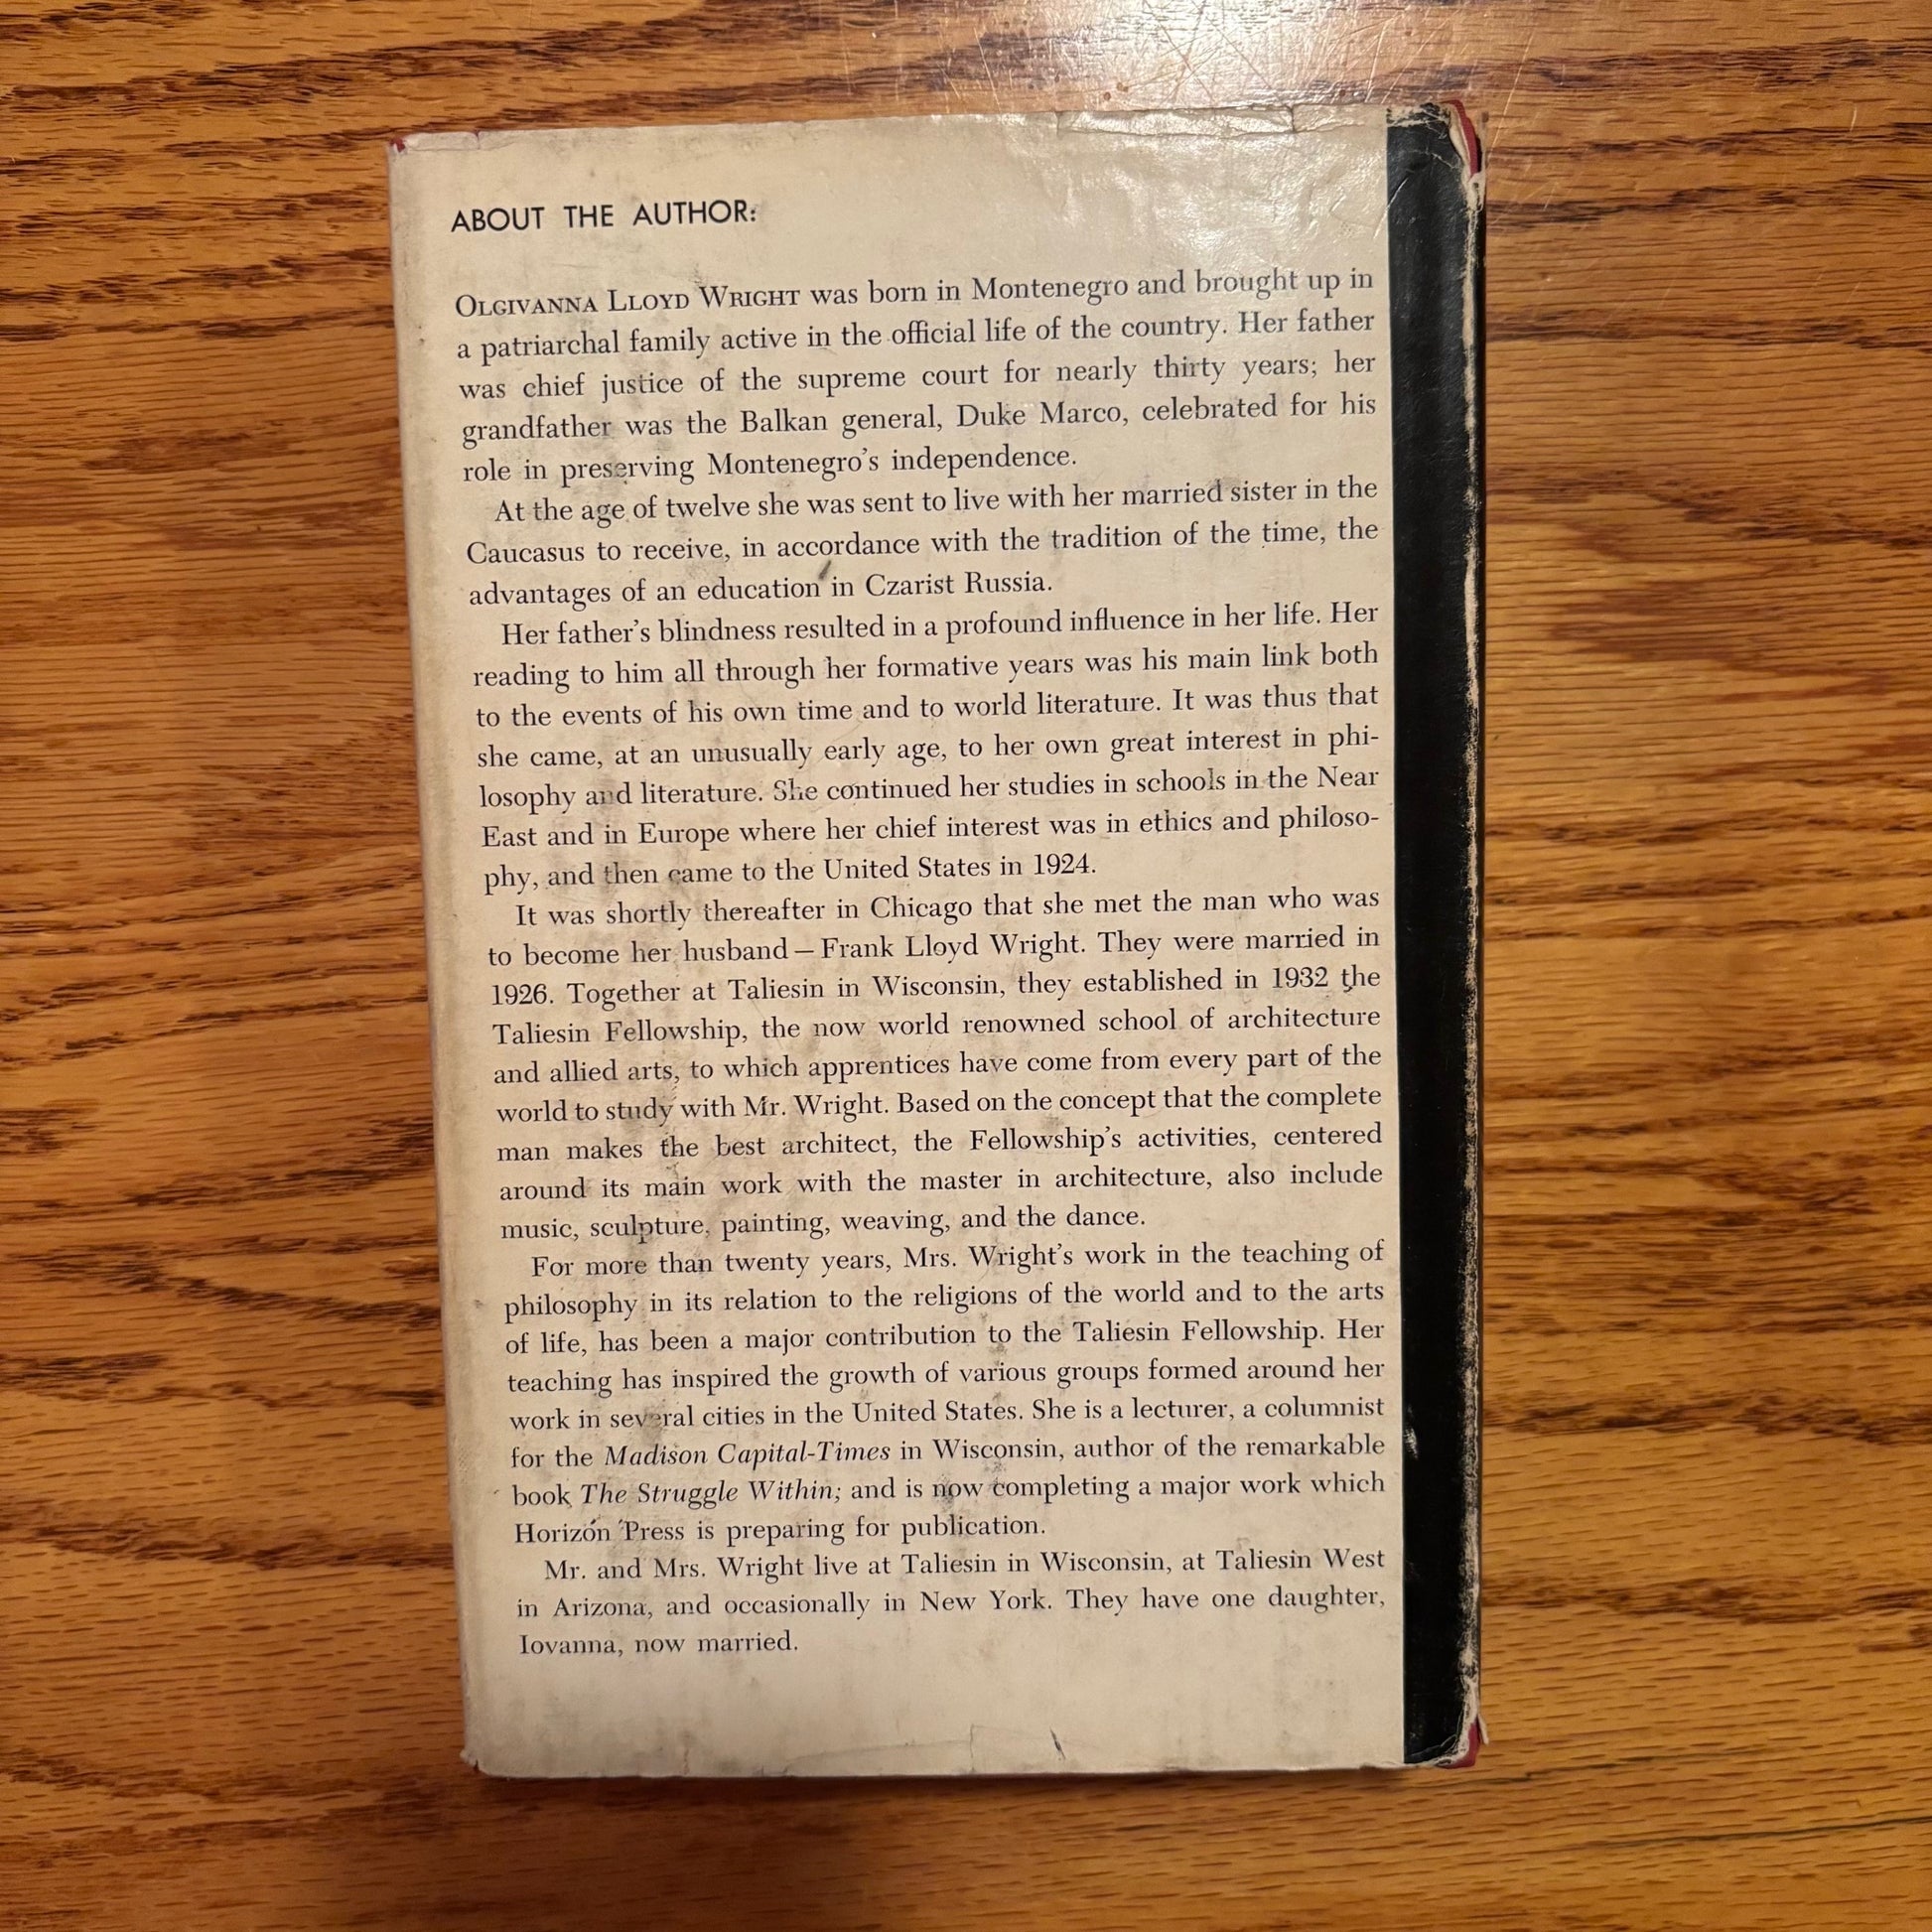 ABOUT THE AUTHOR:
OLGIVANNA LLOYD WRIGHT was born in Montenegro and brought up in
a patriarchal family active in the official life of the country. Her father
was chief justice of the supreme court for nearly thirty years; her
grandfather was the Balkan general, Duke Marco, celebrated for his
role in preserving Montenegro's independence.
At the age of twelve she was sent to live with her married sister in the
Caucasus to receive, in accordance with the tradition of the time, the
advantages of an education in Czarist Russia.
Her father's blindness resulted in a profound influence in her life. Her
reading to him all through her formative years was his main link both
to the events of his own time and to world literature. It was thus that
she came, at an unusually early age, to her own great interest in phi-
losophy and literature. She continued her studies in schools in the Near
East and in Europe where her chief interest was in ethics and philoso-
phy, and then came to the United States in 1924.
It was shortly thereafter in Chicago that she met the man who was
to become her husband — Frank Lloyd Wright. They were married in
1926. Together at Taliesin in Wisconsin, they established in 1932 the
Taliesin Fellowship, the now world renowned school of architecture
and allied arts, to which apprentices have come from every part of the
world to study with Mr. Wright. Based on the concept that the complete
man makes the best architect, the Fellowship's activities, centered
around its main work with the master in architecture, also include
music, sculpture, painting, weaving, and the dance.
For more than twenty years, Mrs. Wright's work in the teaching of
philosophy in its relation to the religions of the world and to the arts
of life, has been a major contribution to the Taliesin Fellowship. Her
teaching has inspired the growth of various groups formed around her
work in several cities in the United States. She is a lecturer, a columnist
for the Madison Capital-Times in Wisconsin, author of the remarkable
book The Struggle Within; and is now completing a major work which
Horizon Press is preparing for publication.
Mr. and Mrs. Wright live at Taliesin in Wisconsin, at Taliesin West
in Arizona, and occasionally in New York. They have one daughter,
Iovanna, now married.